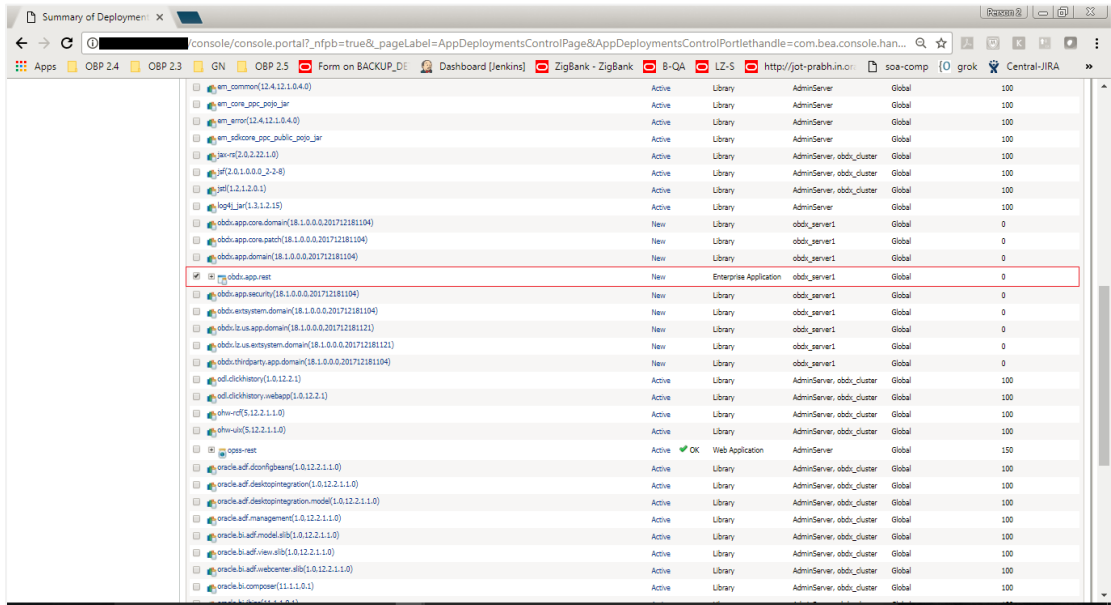 Summary of Deployment
Person 2
/console/console.portal?_nfpb=true&_pageLabel=AppDeploymentsControlPage&AppDeploymentsControlPortlethandle=com.bea.console.han...
Apps OBP 2.4 OBP 2.3 GN OBP 2.5 Form on BACKUP_DE Dashboard [Jenkins] ZigBank - ZigBank B-QA LZ-S http://jot-prabh.in.or soa-comp {O grok Central-JIRA »
em_common(12.4,12.1.0.4.0) Active Library AdminServer Global 100
em_core_ppc_pojo_jar Active Library AdminServer Global 100
em_error(12.4,12.1.0.4.0) Active Library AdminServer Global 100
em_sdkcore_ppc_public_pojo_jar Active Library AdminServer Global 100
jax-rs(2.0,2.22.1.0) Active Library AdminServer, obdx_cluster Global 100
jsf(2.0,1.0.0.0_2-2-8) Active Library AdminServer, obdx_cluster Global 100
jstl(1.2,1.2.0.1) Active Library AdminServer, obdx_cluster Global 100
log4j_jar(1.3,1.2.15) Active Library AdminServer Global 100
obdx.app.core.domain(18.1.0.0.0,201712181104) New Library obdx_server1 Global 0
obdx.app.core.patch(18.1.0.0.0,201712181104) New Library obdx_server1 Global 0
obdx.app.domain(18.1.0.0.0,201712181104) New Library obdx_server1 Global 0
obdx.app.rest New Enterprise Application obdx_server1 Global 0
obdx.app.security(18.1.0.0.0,201712181104) New Library obdx_server1 Global 0
obdx.extsystem.domain(18.1.0.0.0,201712181104) New Library obdx_server1 Global 0
obdx.lz.us.app.domain(18.1.0.0.0,201712181121) New Library obdx_server1 Global 0
obdx.lz.us.extsystem.domain(18.1.0.0.0,201712181121) New Library obdx_server1 Global 0
obdx.thirdparty.app.domain(18.1.0.0.0,201712181104) New Library obdx_server1 Global 0
odl.clickhistory(1.0,12.2.1) Active Library AdminServer, obdx_cluster Global 100
odl.clickhistory.webapp(1.0,12.2.1) Active Library AdminServer, obdx_cluster Global 100
ohw-rcf(5,12.2.1.1.0) Active Library AdminServer, obdx_cluster Global 100
ohw-uix(5,12.2.1.1.0) Active Library AdminServer, obdx_cluster Global 100
opss-rest Active OK Web Application AdminServer Global 150
oracle.adf.dconfigbeans(1.0,12.2.1.1.0) Active Library AdminServer, obdx_cluster Global 100
oracle.adf.desktopintegration(1.0,12.2.1.1.0) Active Library AdminServer, obdx_cluster Global 100
oracle.adf.desktopintegration.model(1.0,12.2.1.1.0) Active Library AdminServer, obdx_cluster Global 100
oracle.adf.management(1.0,12.2.1.1.0) Active Library AdminServer, obdx_cluster Global 100
oracle.bi.adf.model.slib(1.0,12.2.1.1.0) Active Library AdminServer, obdx_cluster Global 100
oracle.bi.adf.view.slib(1.0,12.2.1.1.0) Active Library AdminServer, obdx_cluster Global 100
oracle.bi.adf.webcenter.slib(1.0,12.2.1.1.0) Active Library AdminServer, obdx_cluster Global 100
oracle.bi.composer(11.1.1,0.1) Active Library AdminServer, obdx_cluster Global 100